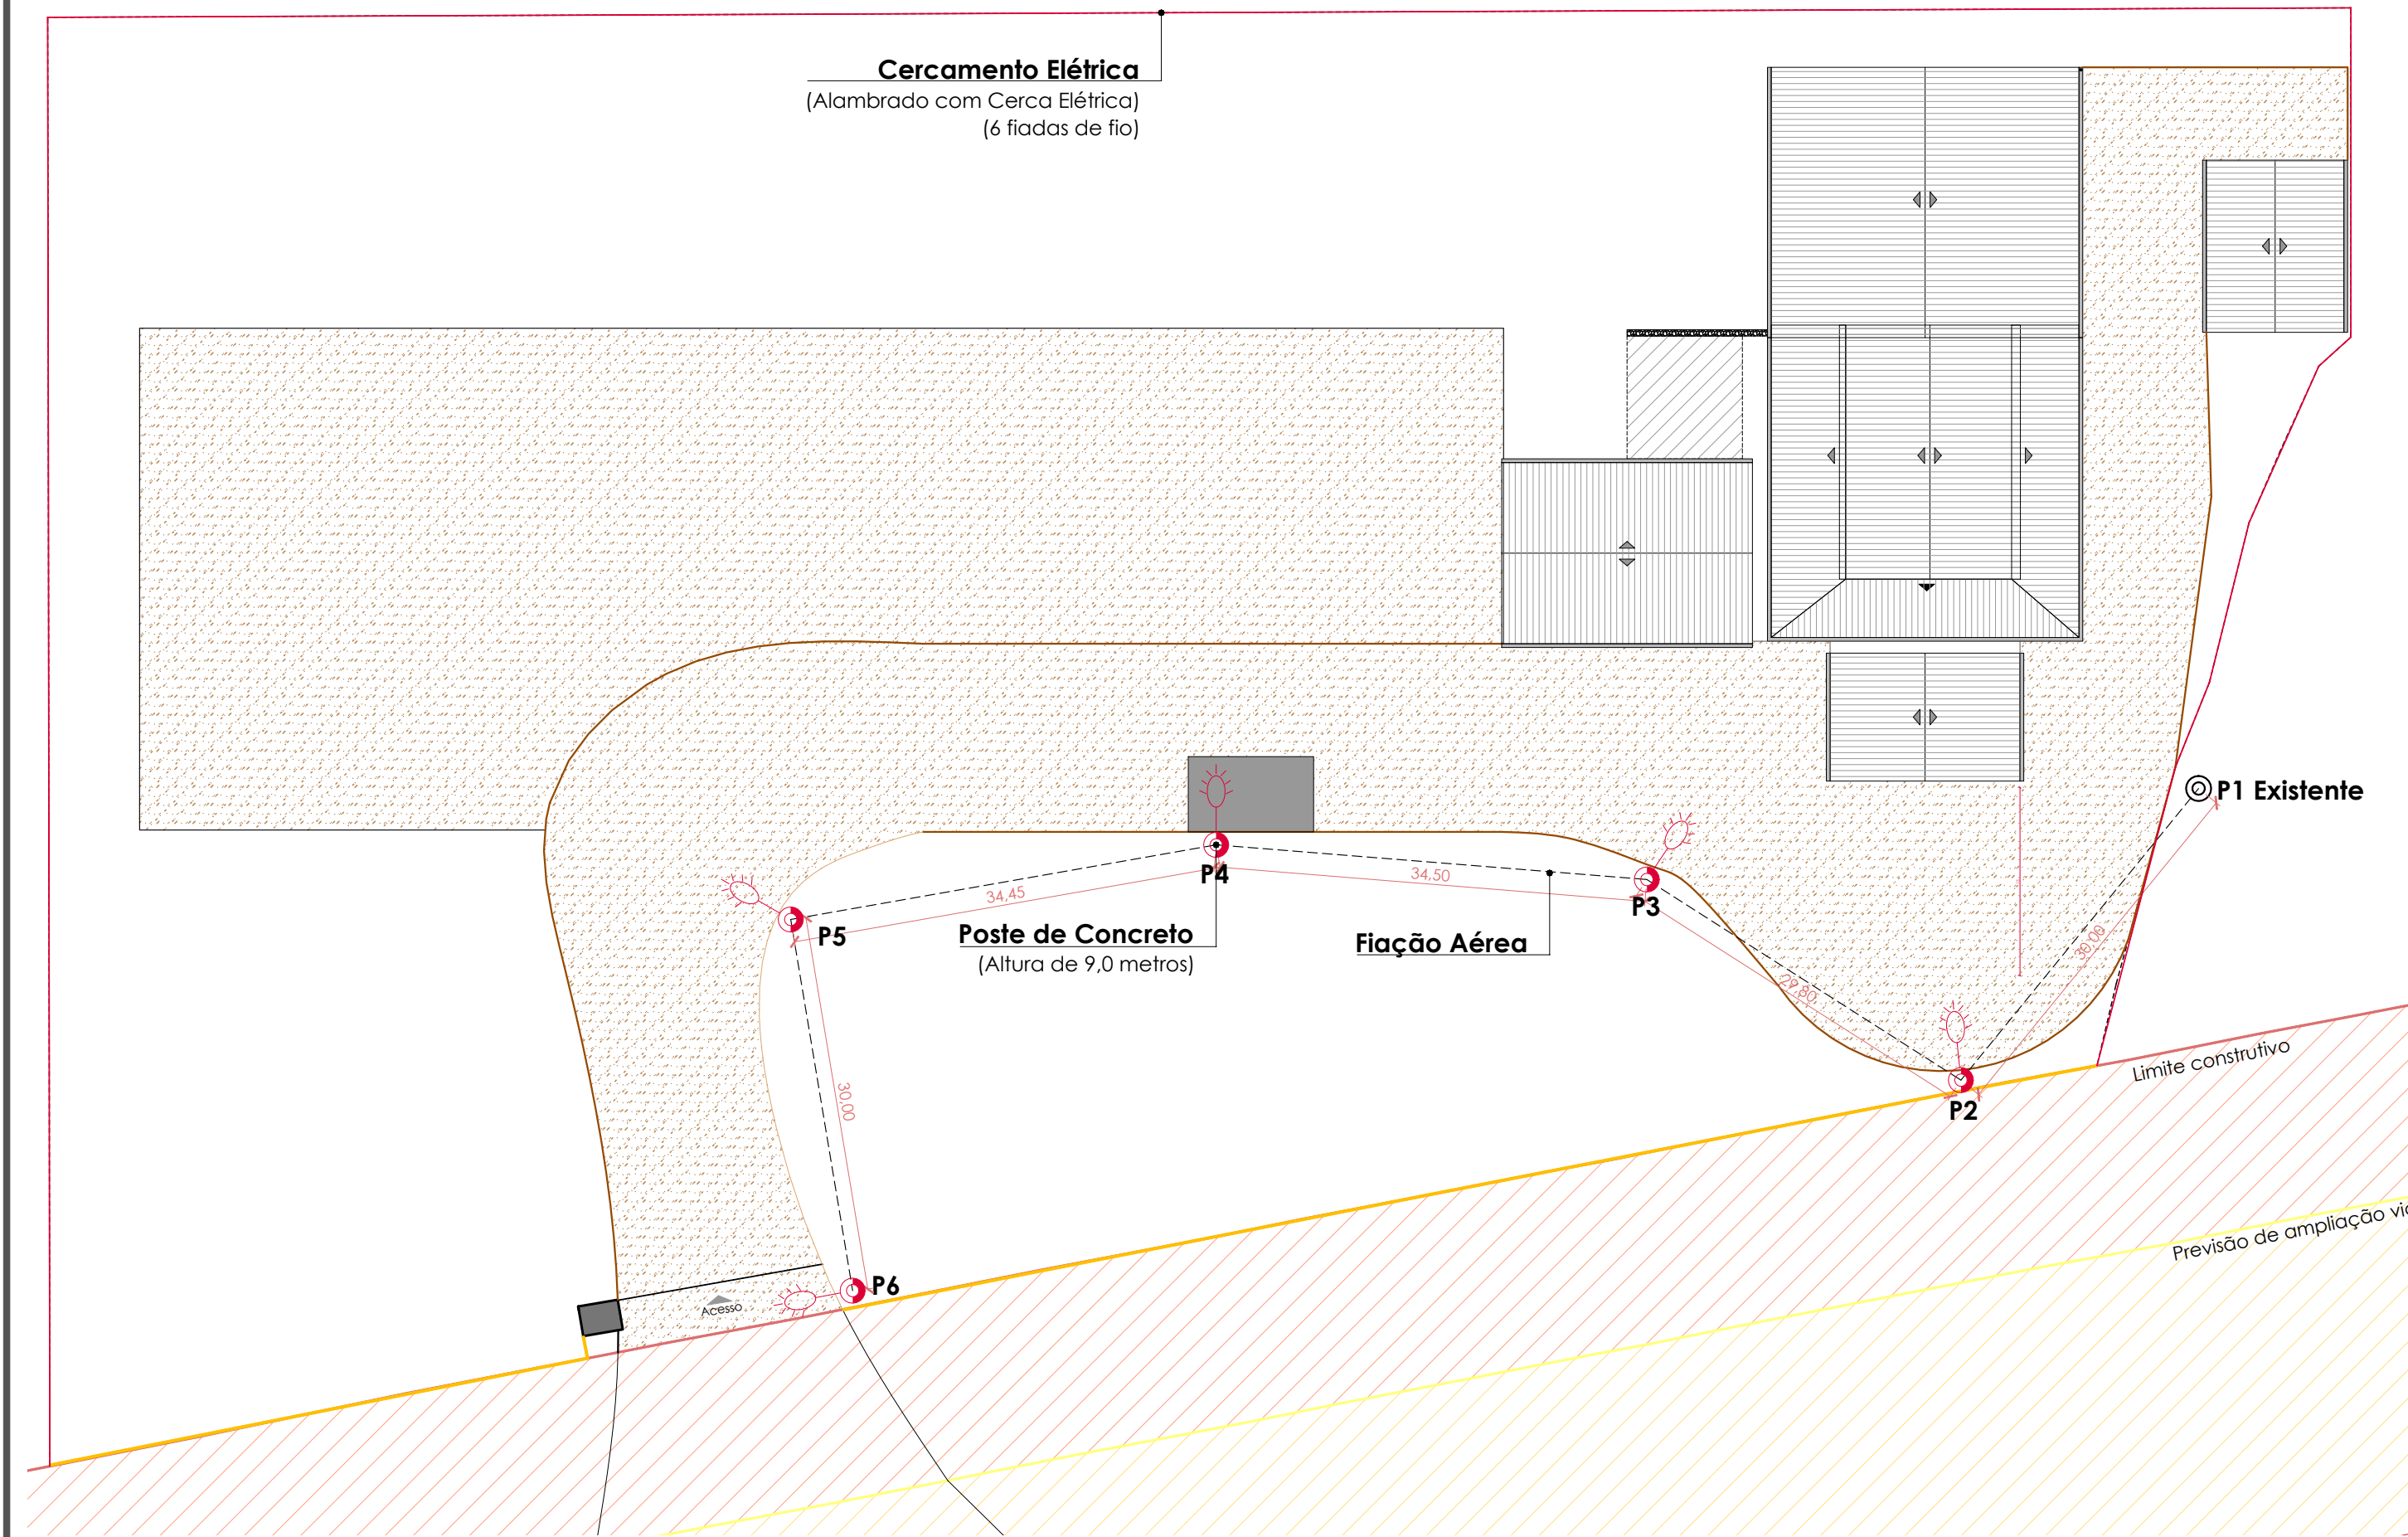 Cercamento Elétrica
(Alambrado com Cerca Elétrica)
(6 fiadas de fio)
P1 Existente
P4
34,45
34,50
P3
P5
Poste de Concreto
(Altura de 9,0 metros)
Fiação Aérea
30,00
29,80
30,00
P2
Limite construtivo
Previsão de ampliação
P6
Acesso